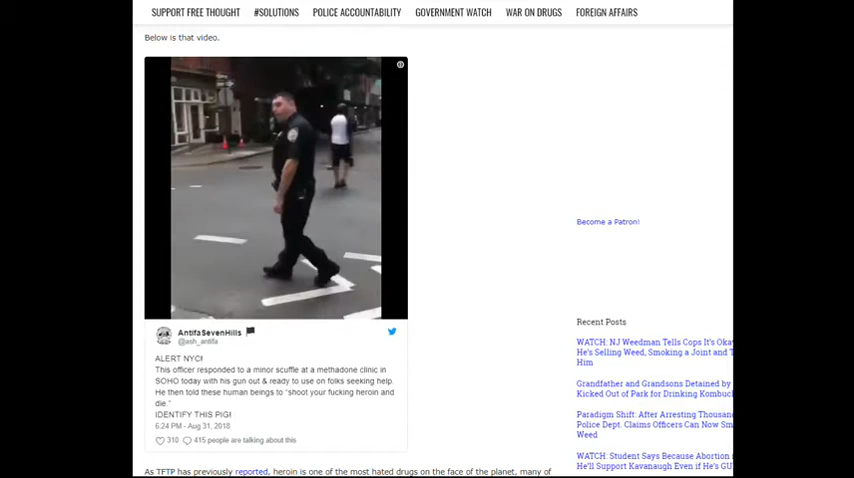 SUPPORT FREE THOUGHT #SOLUTIONS POLICE ACCOUNTABILITY GOVERNMENT WATCH WAR ON DRUGS FOREIGN AFFAIRS
Below is that video.
AntifaSevenHills
@ash_antifa
ALERT NYC!
This officer responded to a minor scuffle at a methadone clinic in
SOHO today with his gun out & ready to use on folks seeking help.
He then told these human beings to "shoot your fucking heroin and
die."
IDENTIFY THIS PIG!
6:24 PM - Aug 31, 2018
310 415 people are talking about this
As TFTP has previously reported, heroin is one of the most hated drugs on the face of the planet, many of
Become a Patron!
Recent Posts
WATCH: NJ Weedman Tells Cops It's Oka
He's Selling Weed, Smoking a Joint and T
Him
Grandfather and Grandsons Detained by
Kicked Out of Park for Drinking Kombuc
Paradigm Shift: After Arresting Thousan
Police Dept. Claims Officers Can Now Sm
Weed
WATCH: Student Says Because Abortion
He'll Support Kavanaugh Even if He's GU